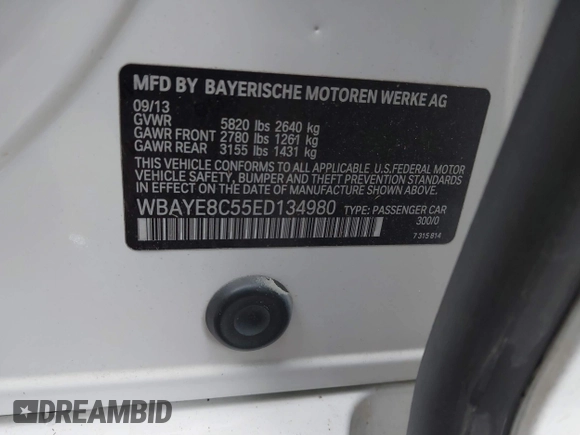 MFD BY BAYERISCHE MOTOREN WERKE AG
09/13
GVWR 5820 lbs 2640 kg
GAWR FRONT 2780 lbs 1261 kg
GAWR REAR 3155 lbs 1431 kg
THIS VEHICLE CONFORMS TO ALL APPLICABLE U.S.FEDERAL MOTOR
VEHICLE SAFETY, BUMPER AND THEFT PREVENTION STANDARDS
IN EFFECT ON THE DATE OF MANUFACTURE SHOWN ABOVE.
WBAYE8C55ED134980 TYPE: PASSENGER CAR
300/0
7 315 814
DREAMBID